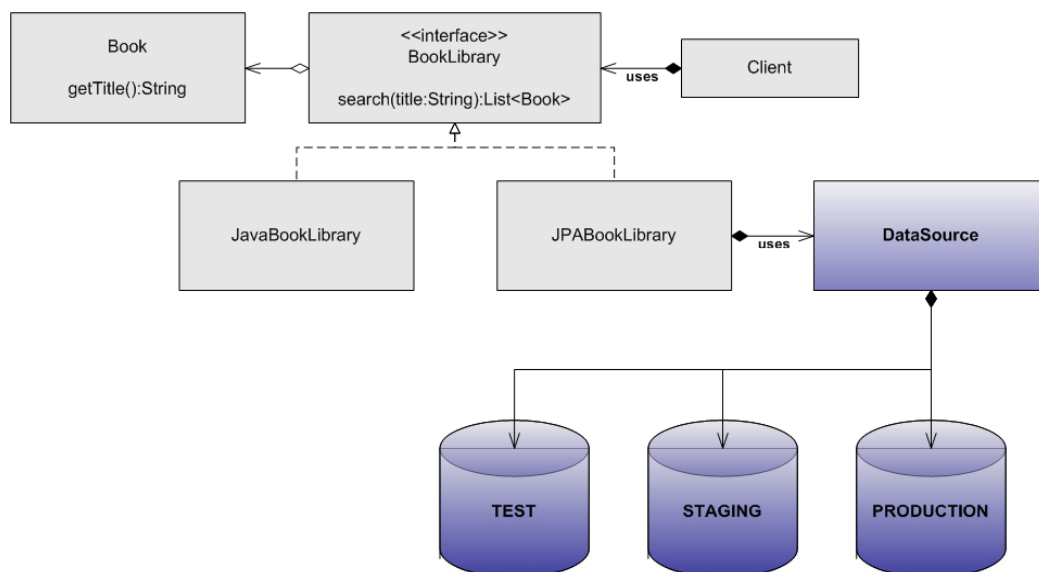 Book
getTitle():String
<<interface>>
BookLibrary
search(title:String):List<Book>
uses
Client
JavaBookLibrary
JPABookLibrary
uses
DataSource
TEST
STAGING
PRODUCTION